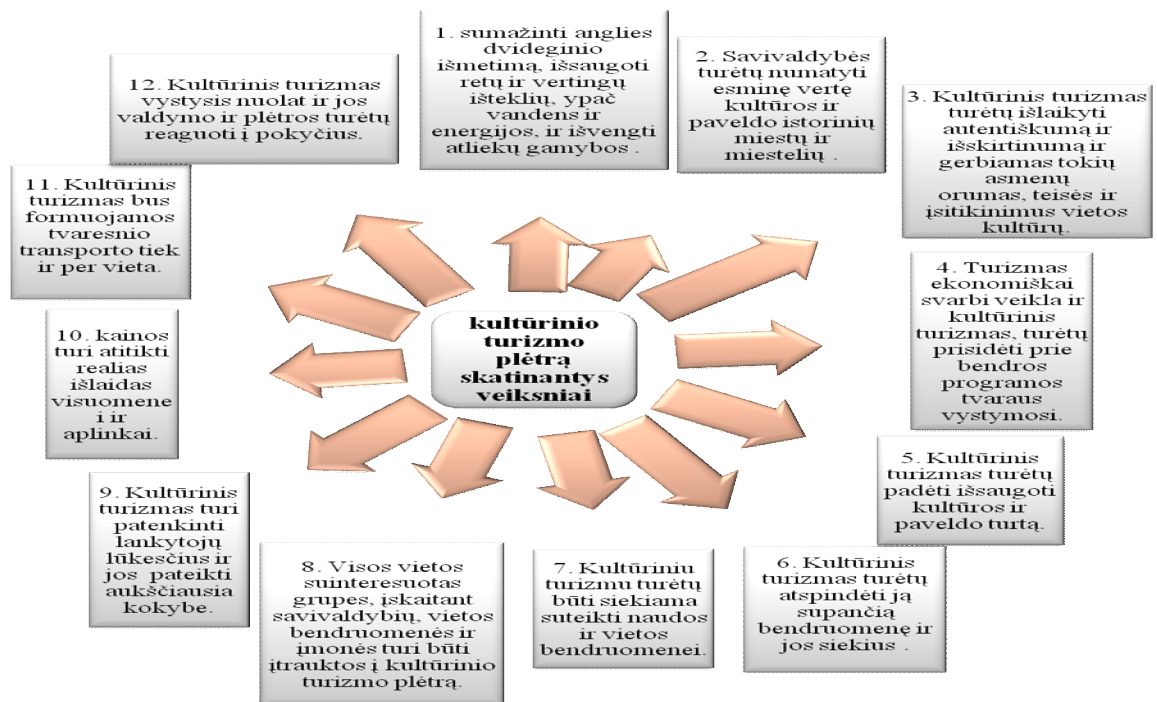 1. sumažinti anglies
dvideginio
išmetimą, išsaugoti
retų ir vertingų
išteklių, ypač
vandens ir
energijos, ir išvengti
atliekų gamybos .
2. Savivaldybės
turėtų numatyti
esminę vertę
kultūros ir
paveldo istorinių
miestų ir
miestelių .
3. Kultūrinis turizmas
turėtų išlaikyti
autentiškumą ir
išskirtinumą ir
gerbiamas tokių
asmenų
orumas, teisės ir
įsitikinimus vietos
kultūrų.
4. Turizmas
ekonomiškai
svarbi veikla ir
kultūrinis
turizmas, turėtų
prisidėti prie
bendros
programos
tvaraus
vystymosi.
5. Kultūrinis
turizmas turėtų
padėti išsaugoti
kultūros ir
paveldo turtą.
6. Kultūrinis
turizmas turėtų
atspindėti ją
supančią
bendruomenę ir
jos siekius .
7. Kultūriniu
turizmu turėtų
būti siekiama
suteikti naudos
ir vietos
bendruomenei.
8. Visos vietos
suinteresuotas
grupes, įskaitant
savivaldybių, vietos
bendruomenės ir
įmonės turi būti
įtrauktos į kultūrinio
turizmo plėtrą.
9. Kultūrinis
turizmas turi
patenkinti
lankytojų
lūkesčius ir
jos pateikti
aukščiausia
kokybe.
10. kainos
turi atitikti
realias
išlaidas
visuomene
i ir
aplinkai.
11. Kultūrinis
turizmas bus
formuojamos
tvaresnio
transporto tiek
ir per vieta.
12. Kultūrinis turizmas
vystysis nuolat ir jos
valdymo ir plėtros turėtų
reaguoti į pokyčius.
kultūrinio
turizmo
plėtrą
skatinantys
veiksniai